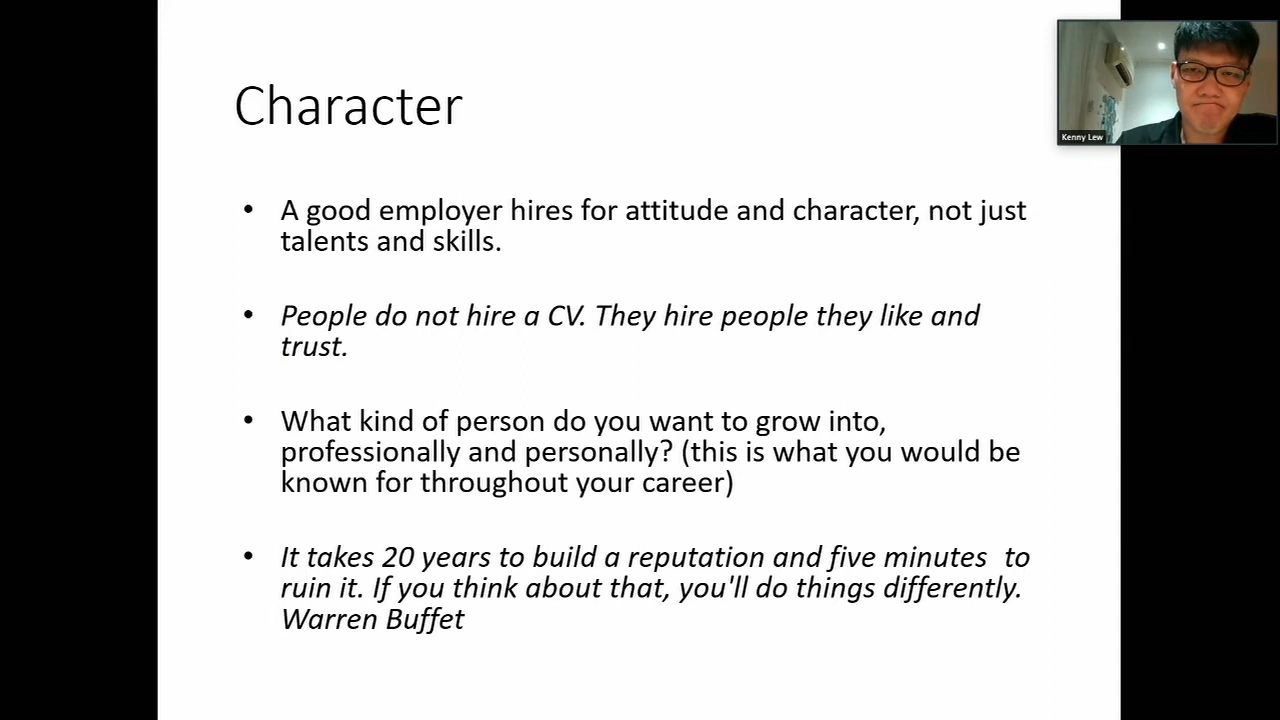 Character
• A good employer hires for attitude and character, not just
talents and skills.
• People do not hire a CV. They hire people they like and
trust.
• What kind of person do you want to grow into,
professionally and personally? (this is what you would be
known for throughout your career)
• It takes 20 years to build a reputation and five minutes  to
ruin it. If you think about that, you'll do things differently.
Warren Buffet
Kenny Lew